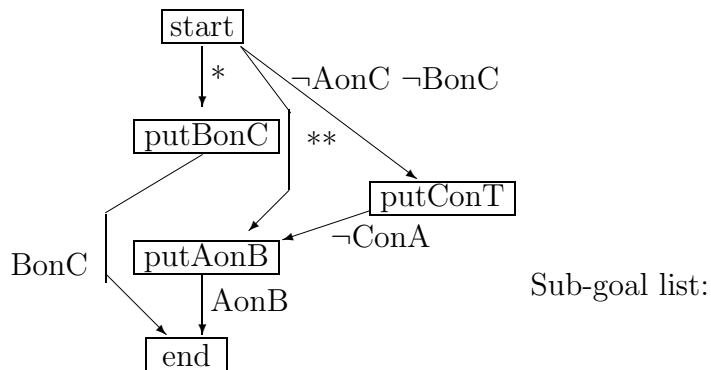 start
*
¬AonC ¬BonC
putBonC
**
putConT
¬ConA
putAonB
BonC
Sub-goal list:
AonB
end